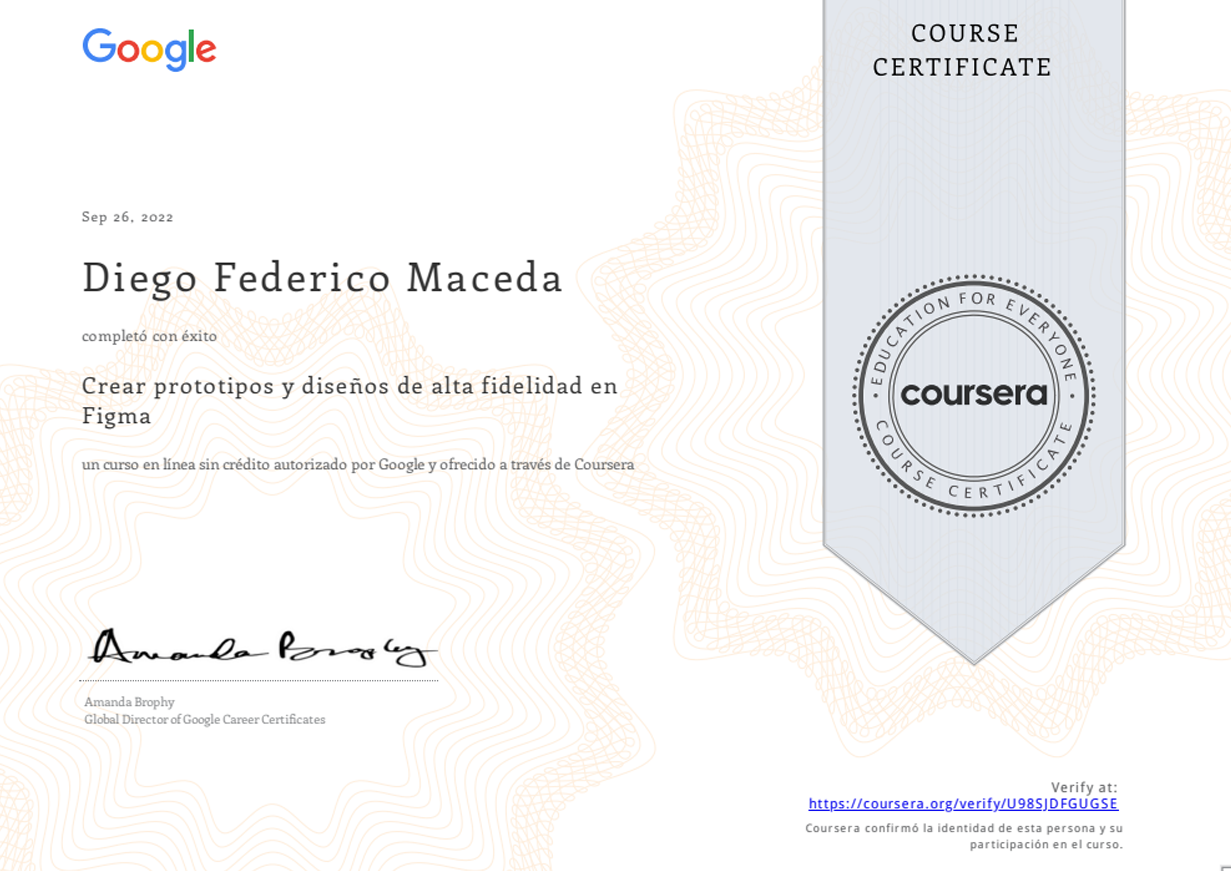 Google
COURSE
CERTIFICATE
Sep 26, 2022
Diego Federico Maceda
completó con éxito
Crear prototipos y diseños de alta fidelidad en
Figma
un curso en línea sin crédito autorizado por Google y ofrecido a través de Coursera
EDUCATION FOR EVERYONE
coursera
COURSE CERTIFICATE
Amanda Brophy
Amanda Brophy
Global Director of Google Career Certificates
Verify at:
https://coursera.org/verify/U98SJDFGUGSE
Coursera confirmó la identidad de esta persona y su
participación en el curso.